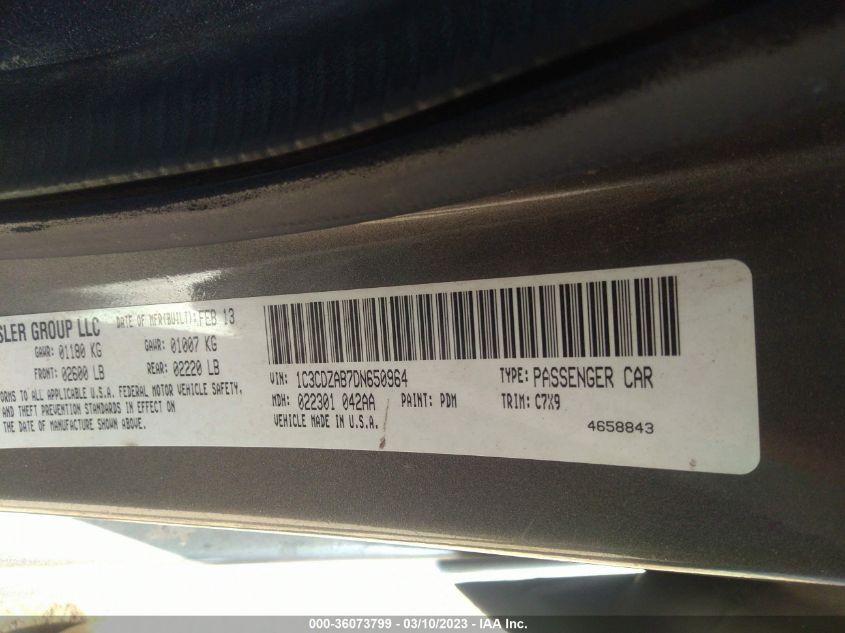 SLER GROUP LLC DATE OF MFR(BUILT): FEB 13
GAWR: 01180 KG GAWR: 01007 KG
FRONT: 02600 LB REAR: 02220 LB
FORMS TO ALL APPLICABLE U.S.A. FEDERAL MOTOR VEHICLE SAFETY,
AND THEFT PREVENTION STANDARDS IN EFFECT ON
THE DATE OF MANUFACTURE SHOWN ABOVE.
VIN: 1C3CDZAB7DN650964 TYPE: PASSENGER CAR
MDH: 022301 042AA PAINT: PDM TRIM: C7X9
VEHICLE MADE IN U.S.A. 4658843
000-36073799 - 03/10/2023 - IAA Inc.